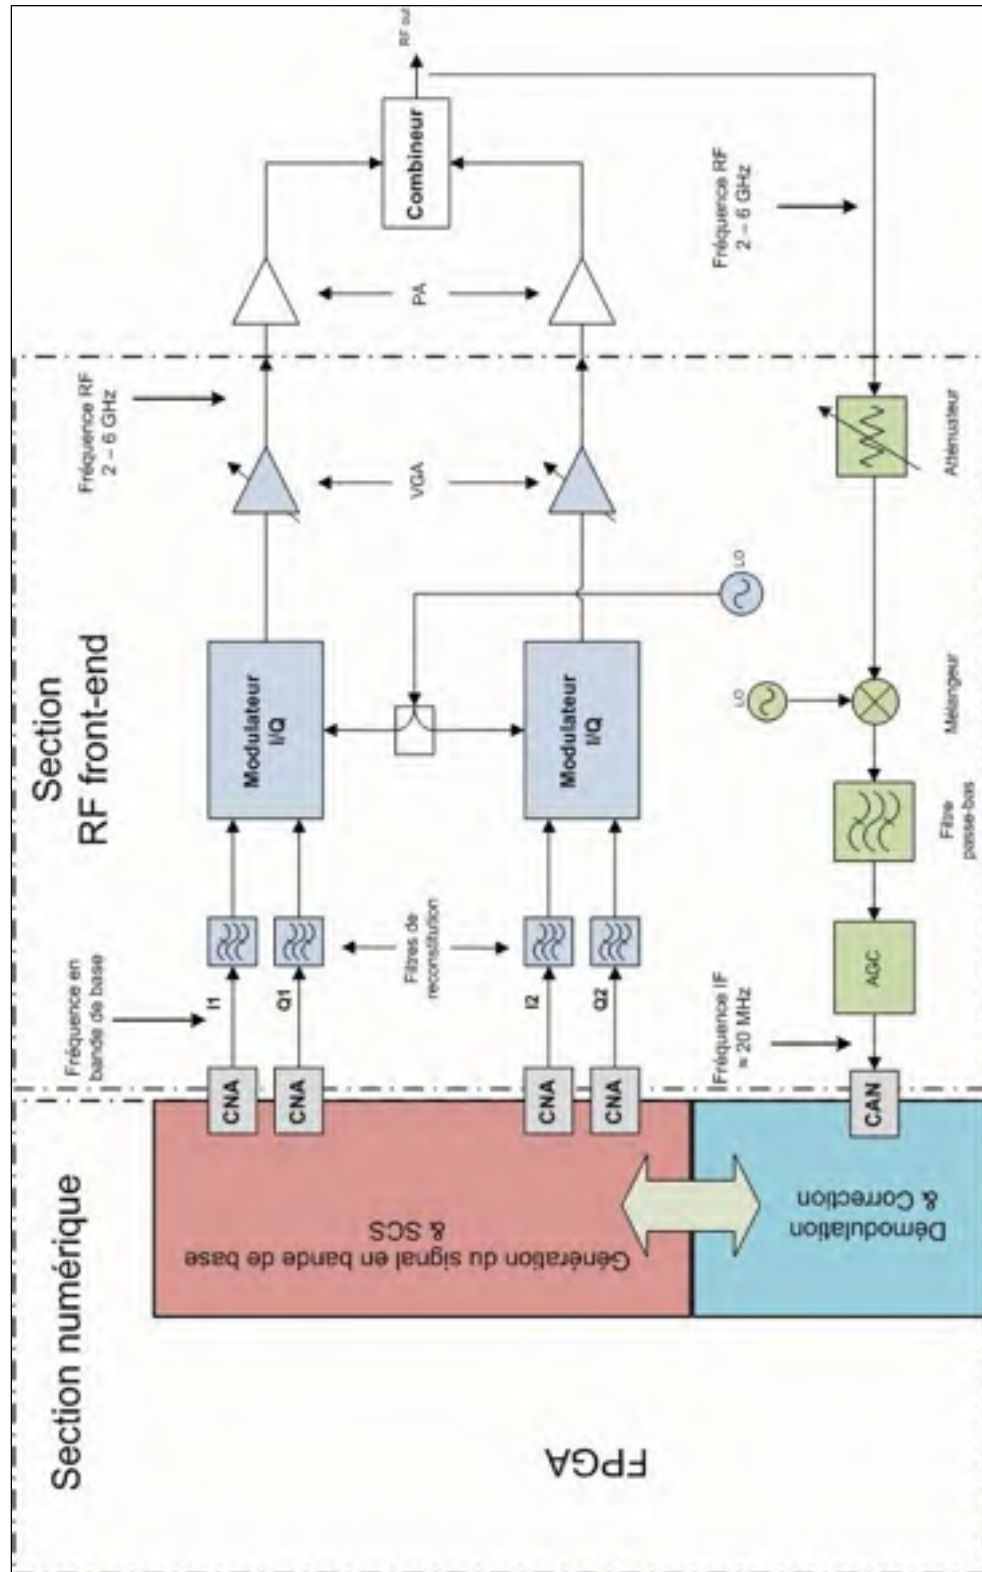 Section numérique
Section
RF front-end
FPGA
Génération du signal en bande de base
& SCS
Démodulation
& Correction
CNA
CNA
CNA
CNA
CAN
Fréquence en
bande de base
I1
Q1
I2
Q2
Filtres de
reconstitution
Modulateur
I/Q
Modulateur
I/Q
LO
VGA
Fréquence RF
2 – 6 GHz
PA
Combineur
RF out
Fréquence RF
2 – 6 GHz
Atténuateur
LO
Mélangeur
Filtre
passe-bas
AGC
Fréquence IF
≈ 20 MHz